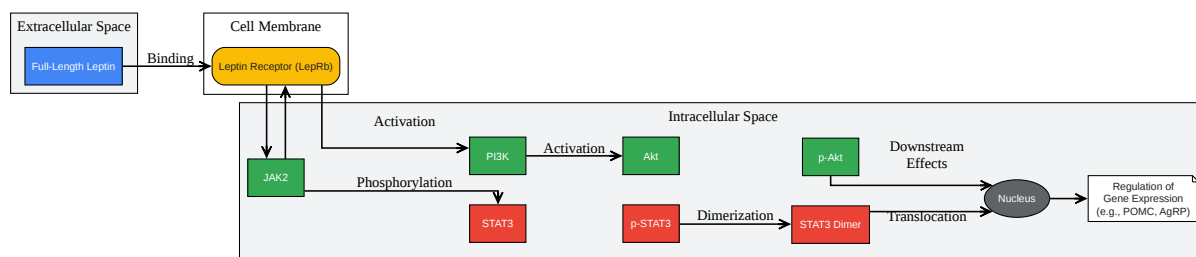 Extracellular Space
Full-Length Leptin
Binding
Cell Membrane
Leptin Receptor (LepRb)
Intracellular Space
Activation
JAK2
Phosphorylation
PI3K
Activation
Akt
STAT3
p-STAT3
Dimerization
STAT3 Dimer
p-Akt
Downstream
Effects
Translocation
Nucleus
Regulation of
Gene Expression
(e.g., POMC, AgRP)